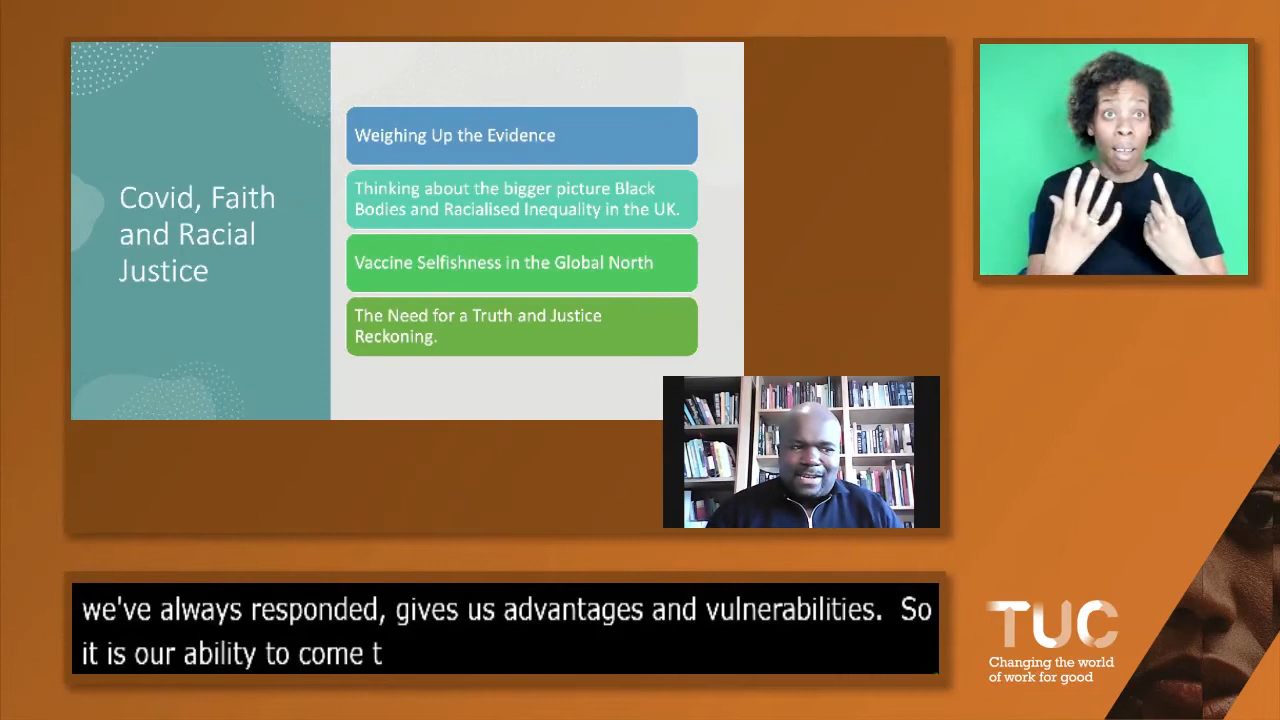 Covid, Faith
and Racial
Justice
Weighing Up the Evidence
Thinking about the bigger picture Black
Bodies and Racialised Inequality in the UK.
Vaccine Selfishness in the Global North
The Need for a Truth and Justice
Reckoning.
we've always responded, gives us advantages and vulnerabilities.  So
it is our ability to come t
TUC
Changing the world
of work for good